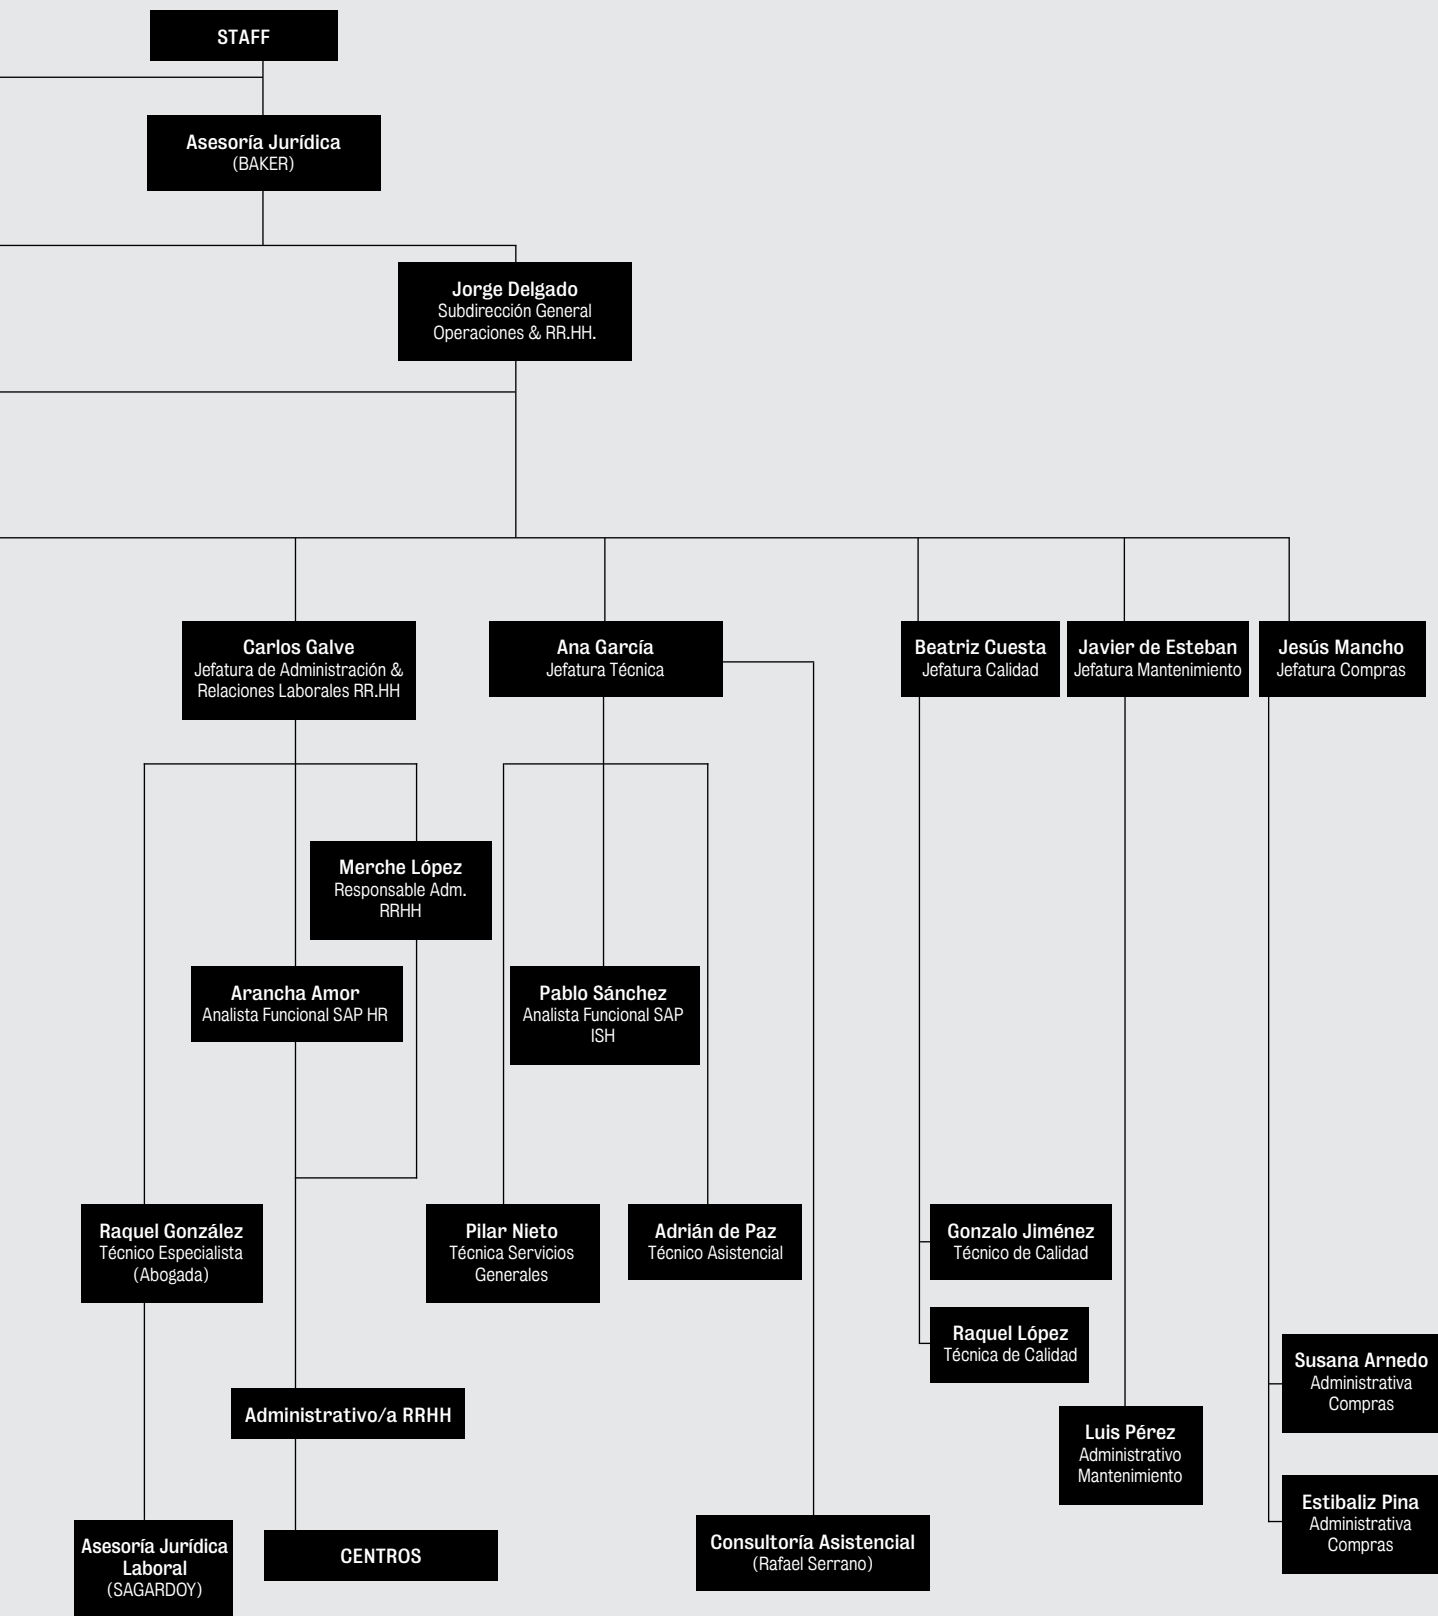 STAFF
Asesoría Jurídica
(BAKER)
Jorge Delgado
Subdirección General
Operaciones & RR.HH.
Carlos Galve
Jefatura de Administración &
Relaciones Laborales RR.HH
Ana García
Jefatura Técnica
Beatriz Cuesta
Jefatura Calidad
Javier de Esteban
Jefatura Mantenimiento
Jesús Mancho
Jefatura Compras
Merche López
Responsable Adm.
RRHH
Arancha Amor
Analista Funcional SAP HR
Pablo Sánchez
Analista Funcional SAP
ISH
Raquel González
Técnico Especialista
(Abogada)
Pilar Nieto
Técnica Servicios
Generales
Adrián de Paz
Técnico Asistencial
Gonzalo Jiménez
Técnico de Calidad
Raquel López
Técnica de Calidad
Susana Arnedo
Administrativa
Compras
Administrativo/a RRHH
Luis Pérez
Administrativo
Mantenimiento
Estibaliz Pina
Administrativa
Compras
Asesoría Jurídica
Laboral
(SAGARDOY)
CENTROS
Consultoría Asistencial
(Rafael Serrano)